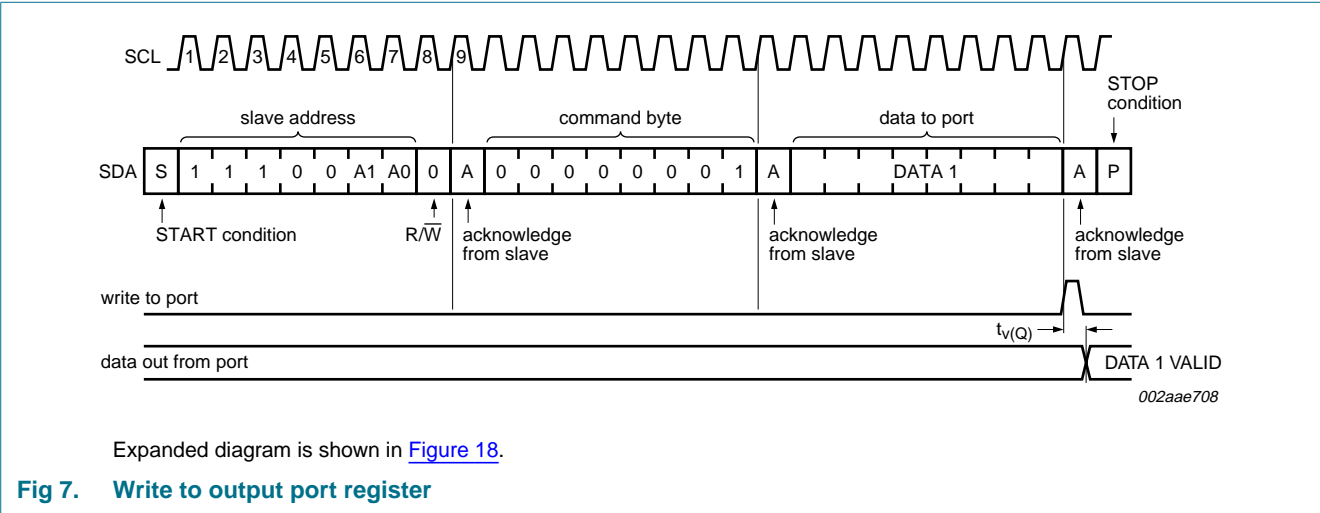 SCL 1 2 3 4 5 6 7 8 9
STOP
condition
slave address command byte data to port
SDA S 1 1 1 0 0 A1 A0 0 A 0 0 0 0 0 0 0 1 A DATA 1 A P
START condition R/W̅ acknowledge acknowledge acknowledge
from slave from slave from slave
write to port
tv(Q)
data out from port DATA 1 VALID
002aae708
Expanded diagram is shown in Figure 18.
Fig 7. Write to output port register